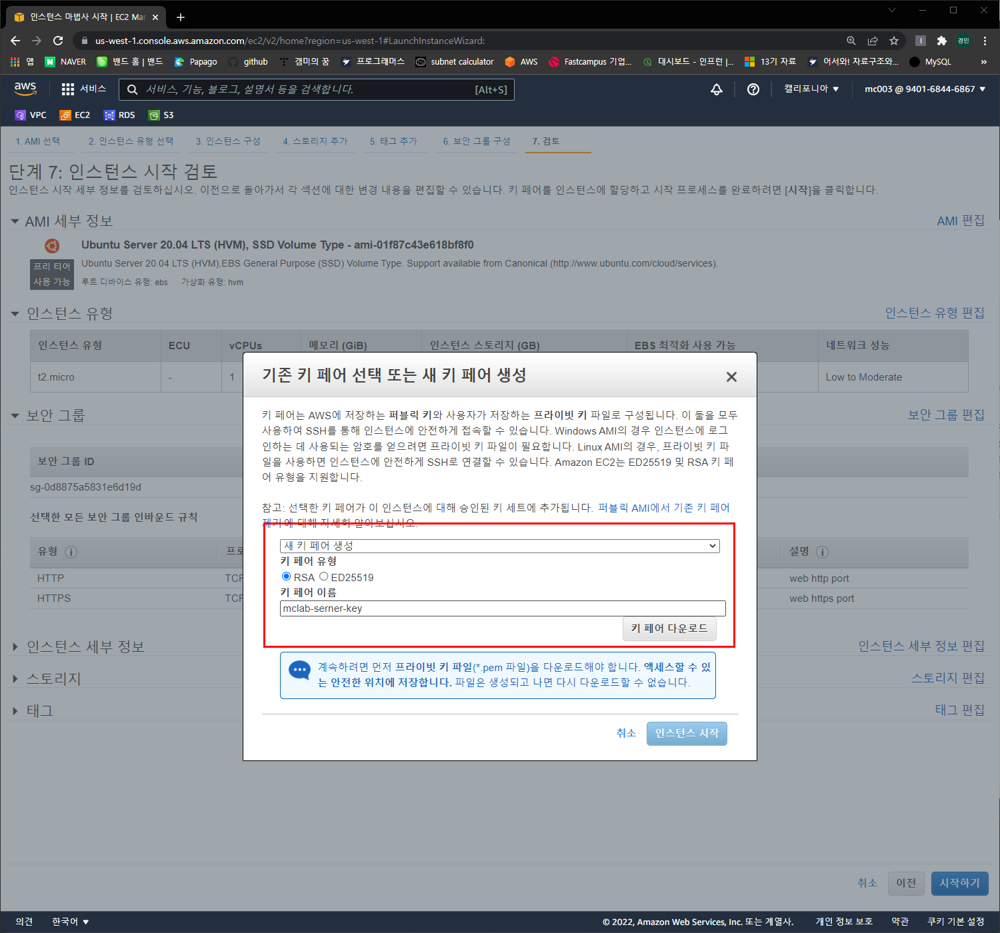 인스턴스 마법사 시작 | EC2 Mar
us-west-1.console.aws.amazon.com/ec2/v2/home?region=us-west-1#LaunchInstanceWizard:
경민
앱 NAVER 밴드 홈 | 밴드 Papago github 캠미의 꿈 프로그래머스 subnet calculator AWS Fastcampus 기업... 대시보드 - 인프런 |... 13기 자료 어서와! 자료구조와... MySQL »
aws 서비스 서비스, 기능, 블로그, 설명서 등을 검색합니다. [Alt+S] 캘리포니아 ▼ mc003 @ 9401-6844-6867 ▼
VPC EC2 RDS S3
1. AMI 선택 2. 인스턴스 유형 선택 3. 인스턴스 구성 4. 스토리지 추가 5. 태그 추가 6. 보안 그룹 구성 7. 검토
단계 7: 인스턴스 시작 검토
인스턴스 시작 세부 정보를 검토하십시오. 이전으로 돌아가서 각 섹션에 대한 변경 내용을 편집할 수 있습니다. 키 페어를 인스턴스에 할당하고 시작 프로세스를 완료하려면 [시작]을 클릭합니다.
AMI 세부 정보 AMI 편집
Ubuntu Server 20.04 LTS (HVM), SSD Volume Type - ami-01f87c43e618bf8f0
프리 티어 사용 가능
Ubuntu Server 20.04 LTS (HVM),EBS General Purpose (SSD) Volume Type. Support available from Canonical (http://www.ubuntu.com/cloud/services).
루트 디바이스 유형: ebs 가상화 유형: hvm
인스턴스 유형 인스턴스 유형 편집
인스턴스 유형 ECU vCPUs 메모리 (GiB) 인스턴스 스토리지 (GB) EBS 최적화 사용 가능 네트워크 성능
t2.micro - 1 Low to Moderate
보안 그룹 보안 그룹 편집
보안 그룹 ID
sg-0d8875a5831e6d19d
선택한 모든 보안 그룹 인바운드 규칙
유형 프로 설명
HTTP TCP web http port
HTTPS TCP web https port
인스턴스 세부 정보 인스턴스 세부 정보 편집
스토리지 스토리지 편집
태그 태그 편집
기존 키 페어 선택 또는 새 키 페어 생성
키 페어는 AWS에 저장하는 퍼블릭 키와 사용자가 저장하는 프라이빗 키 파일로 구성됩니다. 이 둘을 모두
사용하여 SSH를 통해 인스턴스에 안전하게 접속할 수 있습니다. Windows AMI의 경우 인스턴스에 로그
인하는 데 사용되는 암호를 얻으려면 프라이빗 키 파일이 필요합니다. Linux AMI의 경우, 프라이빗 키 파
일을 사용하면 인스턴스에 안전하게 SSH로 연결할 수 있습니다. Amazon EC2는 ED25519 및 RSA 키 페
어 유형을 지원합니다.
참고: 선택한 키 페어가 이 인스턴스에 대해 승인된 키 세트에 추가됩니다. 퍼블릭 AMI에서 기존 키 페어
제거에 대해 자세히 알아보십시오.
새 키 페어 생성
키 페어 유형
RSA ED25519
키 페어 이름
mclab-serner-key
키 페어 다운로드
계속하려면 먼저 프라이빗 키 파일(*.pem 파일)을 다운로드해야 합니다. 액세스할 수 있
는 안전한 위치에 저장합니다. 파일은 생성되고 나면 다시 다운로드할 수 없습니다.
취소 인스턴스 시작
취소 이전 시작하기
의견 한국어 ▼ © 2022, Amazon Web Services, Inc. 또는 계열사. 개인 정보 보호 약관 쿠키 기본 설정